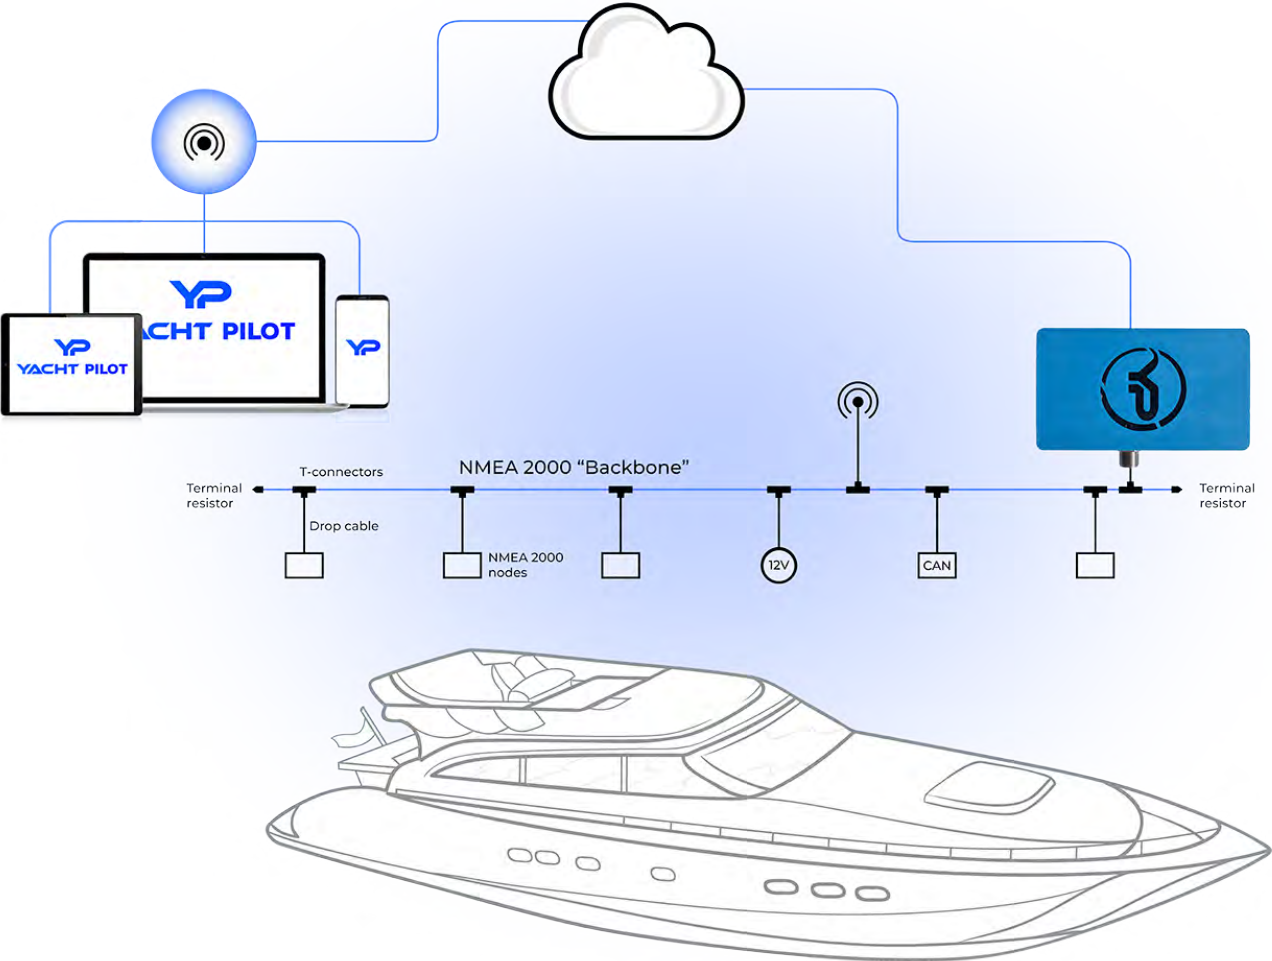 YP
ACHT PILOT
YP
YACHT PILOT
YP
T-connectors
NMEA 2000 “Backbone”
Terminal
resistor
Terminal
resistor
Drop cable
NMEA 2000
nodes
12V
CAN